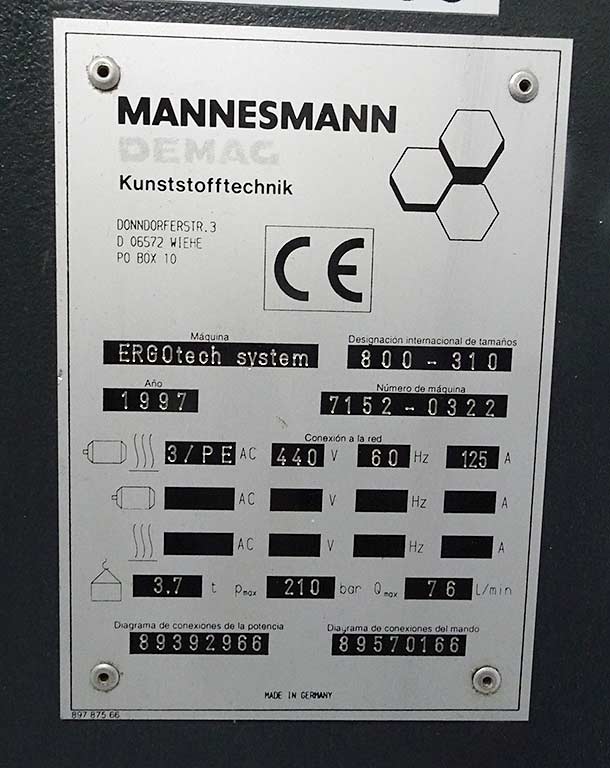 MANNESMANN
DEMAG
Kunststofftechnik
DONNDORFERSTR.3
D 06572 WIEHE
PO BOX 10
CE
Máquina
Designación internacional de tamaños
ERGOtech system
800-310
Año
Número de máquina
1997
7152-0322
Conexión a la red
3/PE AC 440 V 60 Hz 125 A
AC V Hz A
AC V Hz A
3.7 t pmax 210 bar Qmax 76 L/min
Diagrama de conexiones de la potencia
Diagrama de conexiones del mando
89392966
89570166
MADE IN GERMANY
897 875 66